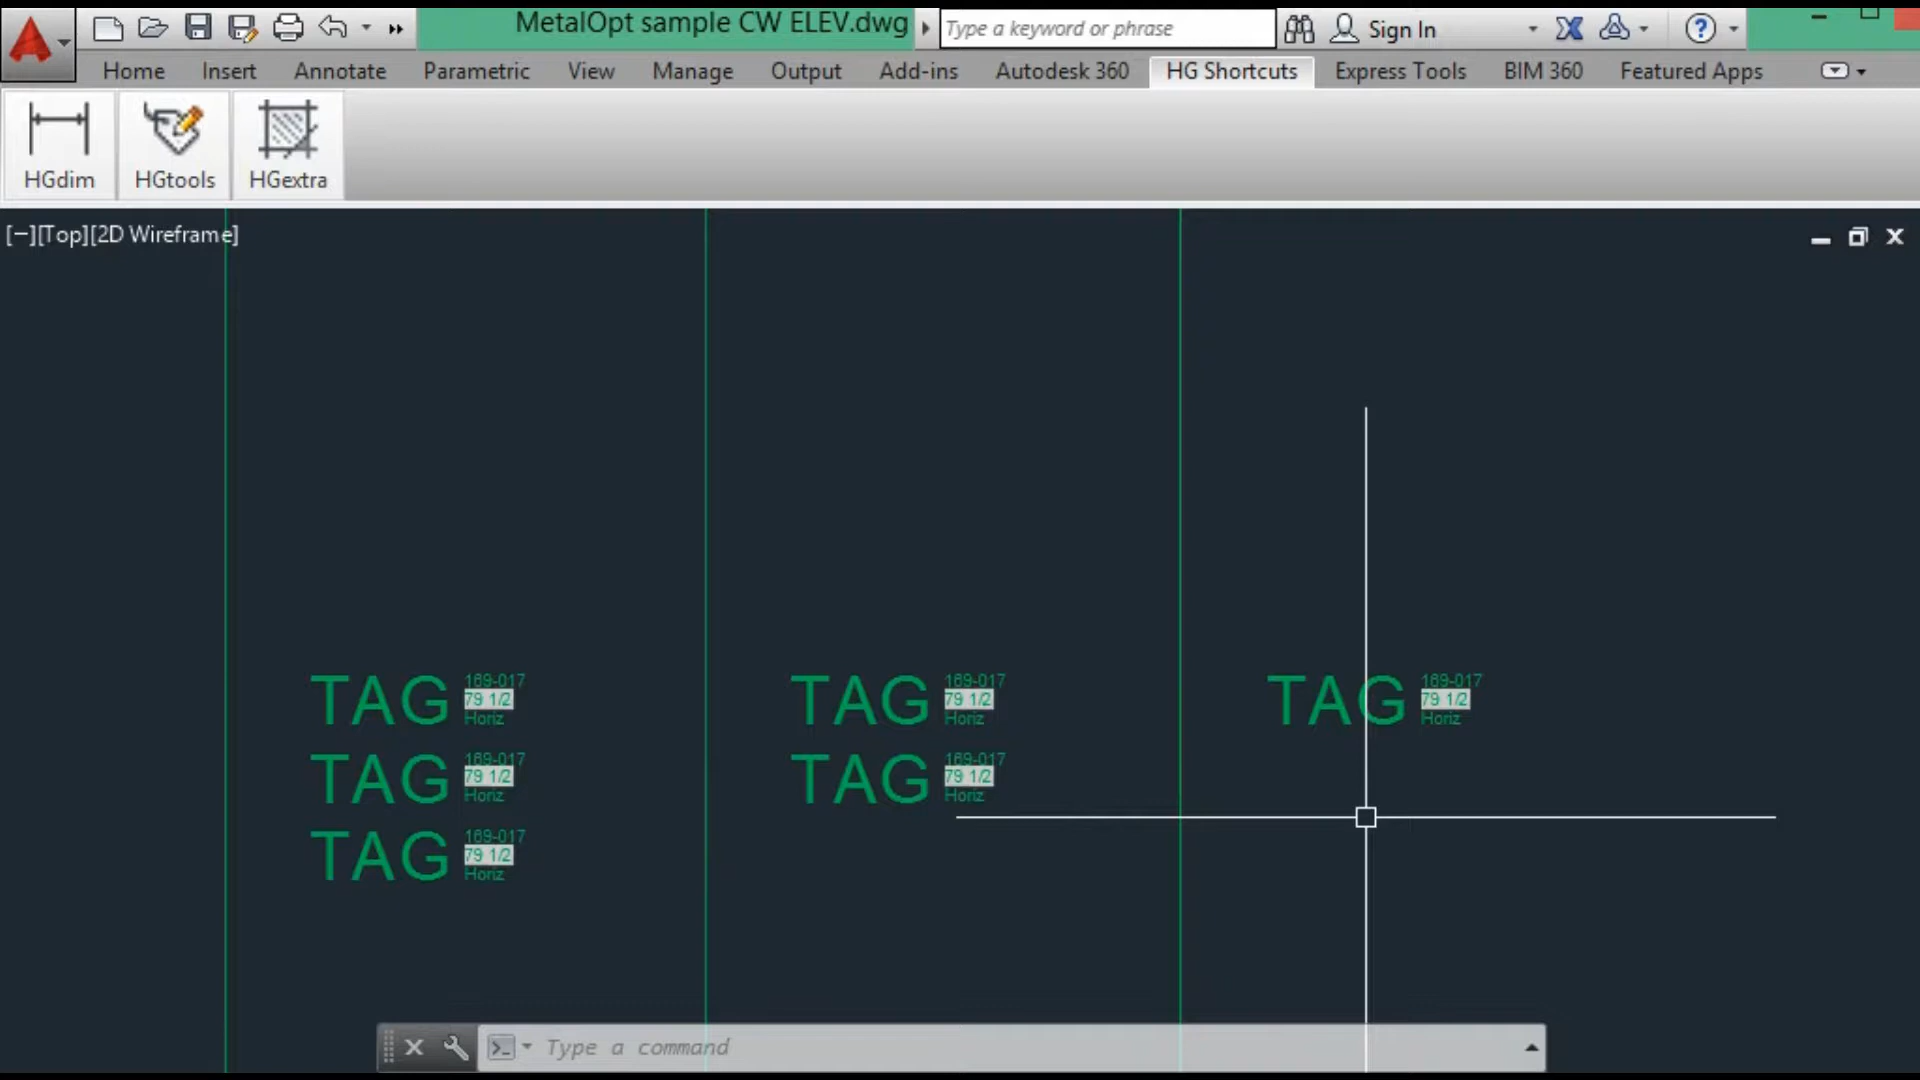 MetalOpt sample CW ELEV.dwg
Type a keyword or phrase
Sign In
Home Insert Annotate Parametric View Manage Output Add-ins Autodesk 360 HG Shortcuts Express Tools BIM 360 Featured Apps
HGdim HGtools HGextra
[−][Top][2D Wireframe]
TAG 169-017
79 1/2
Horiz
TAG 169-017
79 1/2
Horiz
TAG 169-017
79 1/2
Horiz
TAG 169-017
79 1/2
Horiz
TAG 169-017
79 1/2
Horiz
TAG 169-017
79 1/2
Horiz
Type a command